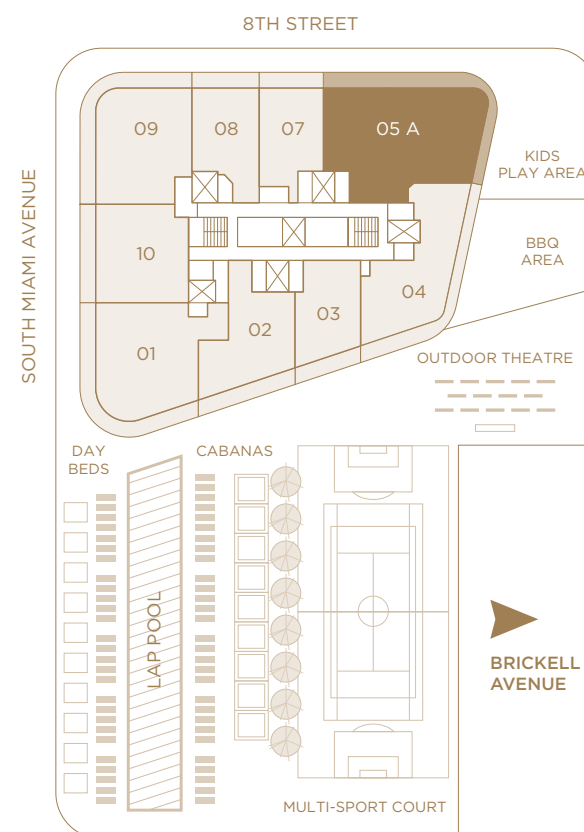 8TH STREET
SOUTH MIAMI AVENUE
09
08
07
05 A
KIDS
PLAY AREA
10
BBQ
AREA
04
03
02
01
OUTDOOR THEATRE
DAY
BEDS
CABANAS
LAP POOL
BRICKELL
AVENUE
MULTI-SPORT COURT